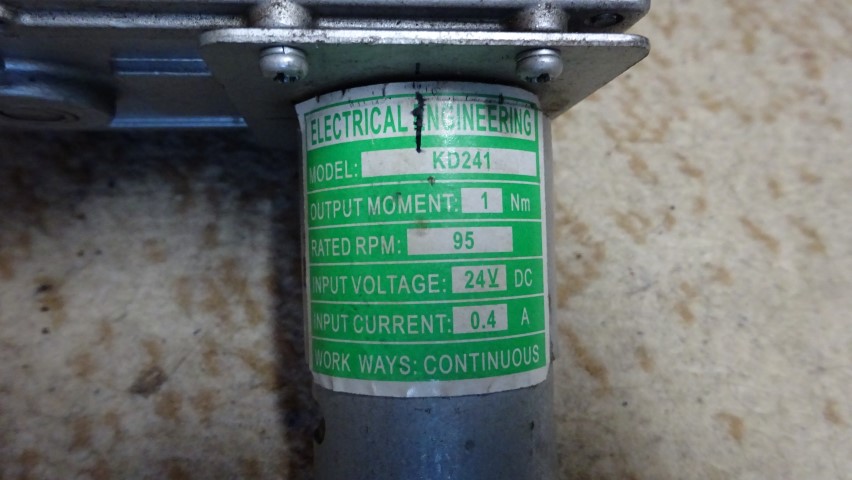 ELECTRICAL ENGINEERING
MODEL: KD241
OUTPUT MOMENT: 1 Nm
RATED RPM: 95
INPUT VOLTAGE: 24V DC
INPUT CURRENT: 0.4 A
WORK WAYS: CONTINUOUS